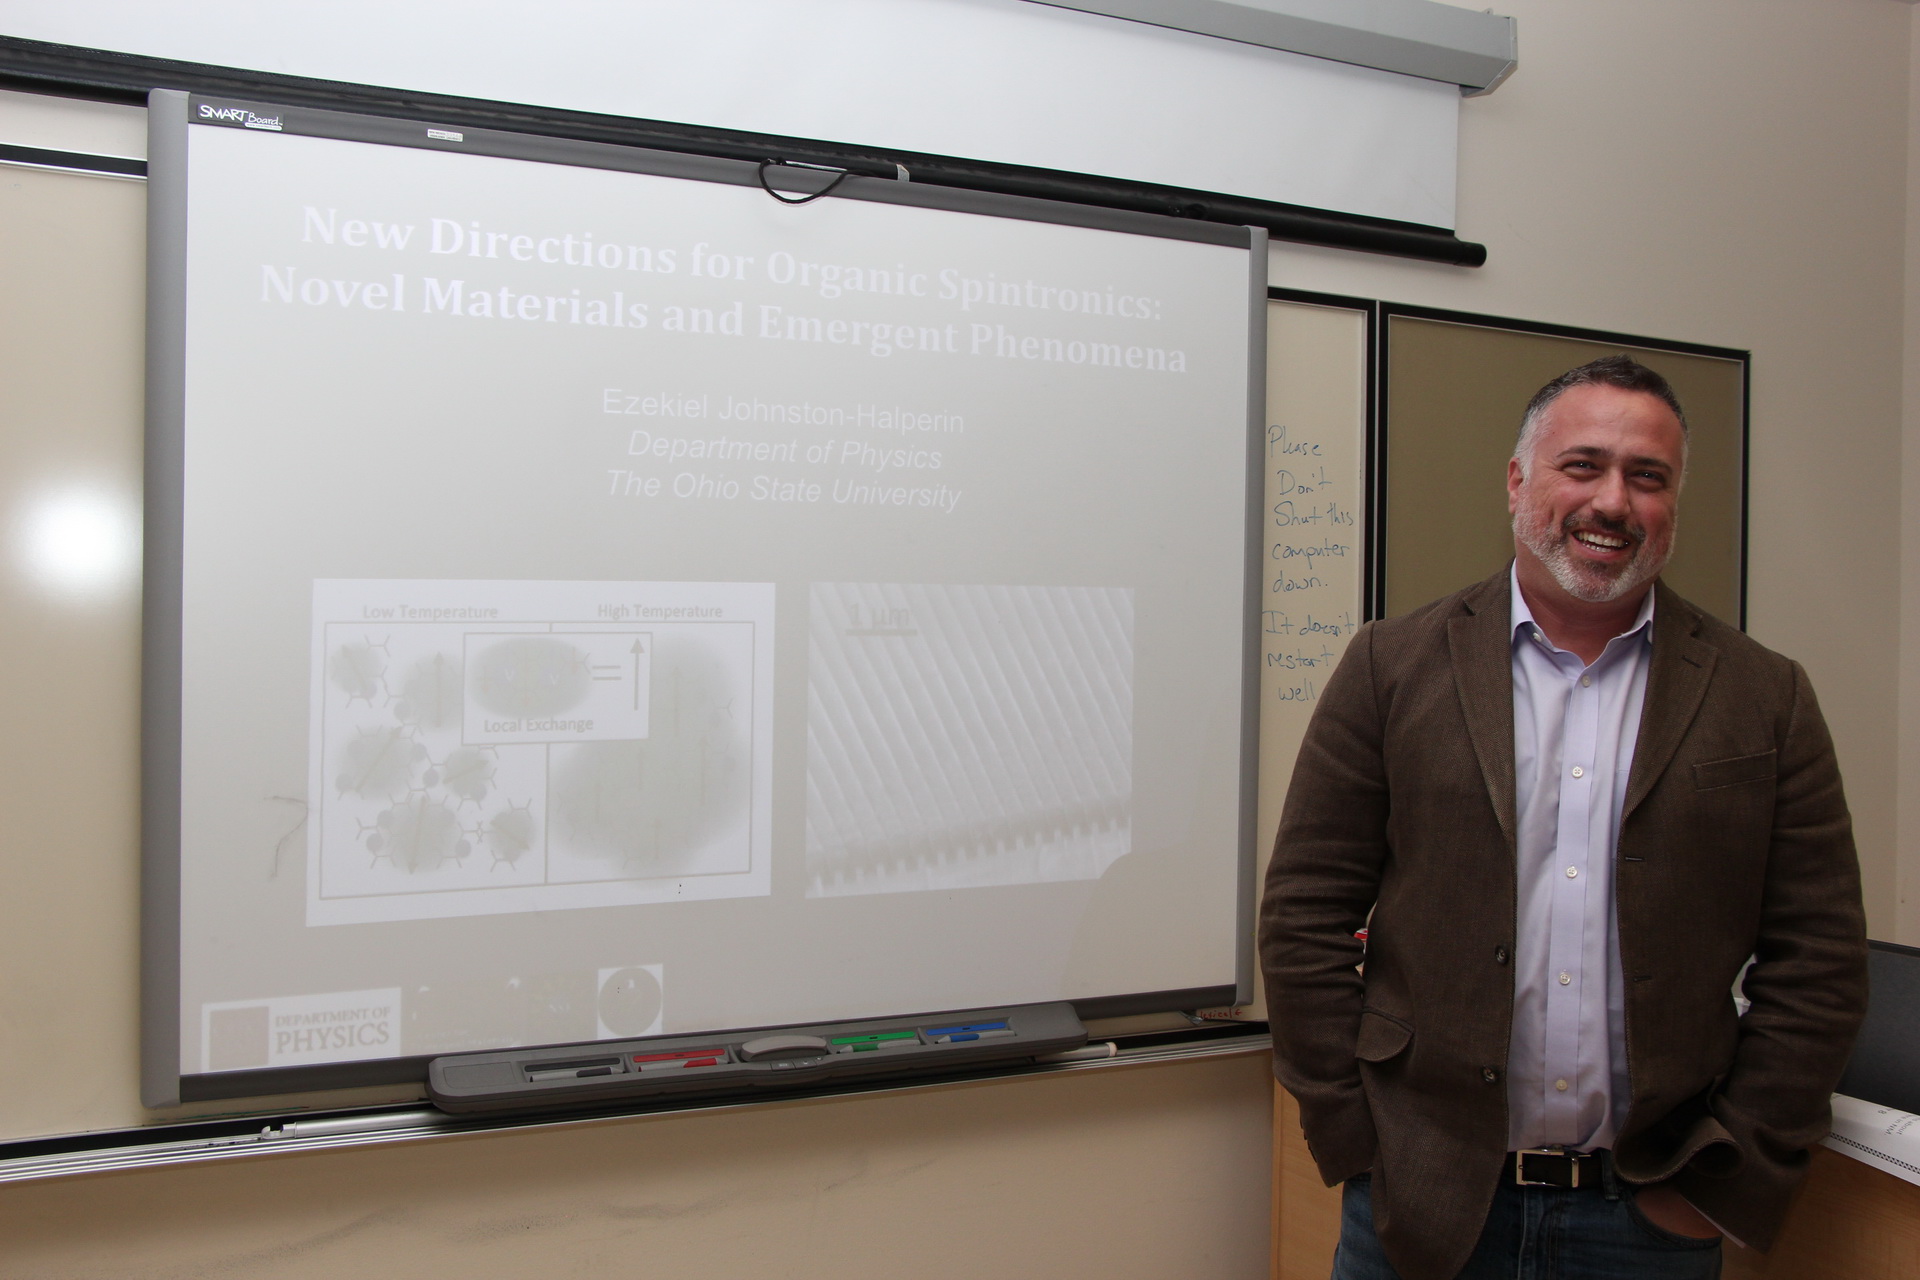 SMART Board
New Directions for Organic Spintronics:
Novel Materials and Emergent Phenomena
Ezekiel Johnston-Halperin
Department of Physics
The Ohio State University
Low Temperature
High Temperature
Local Exchange
1 μm
DEPARTMENT OF
PHYSICS
Please
Don't
Shut this
computer
down.
It doesn't
restart
well